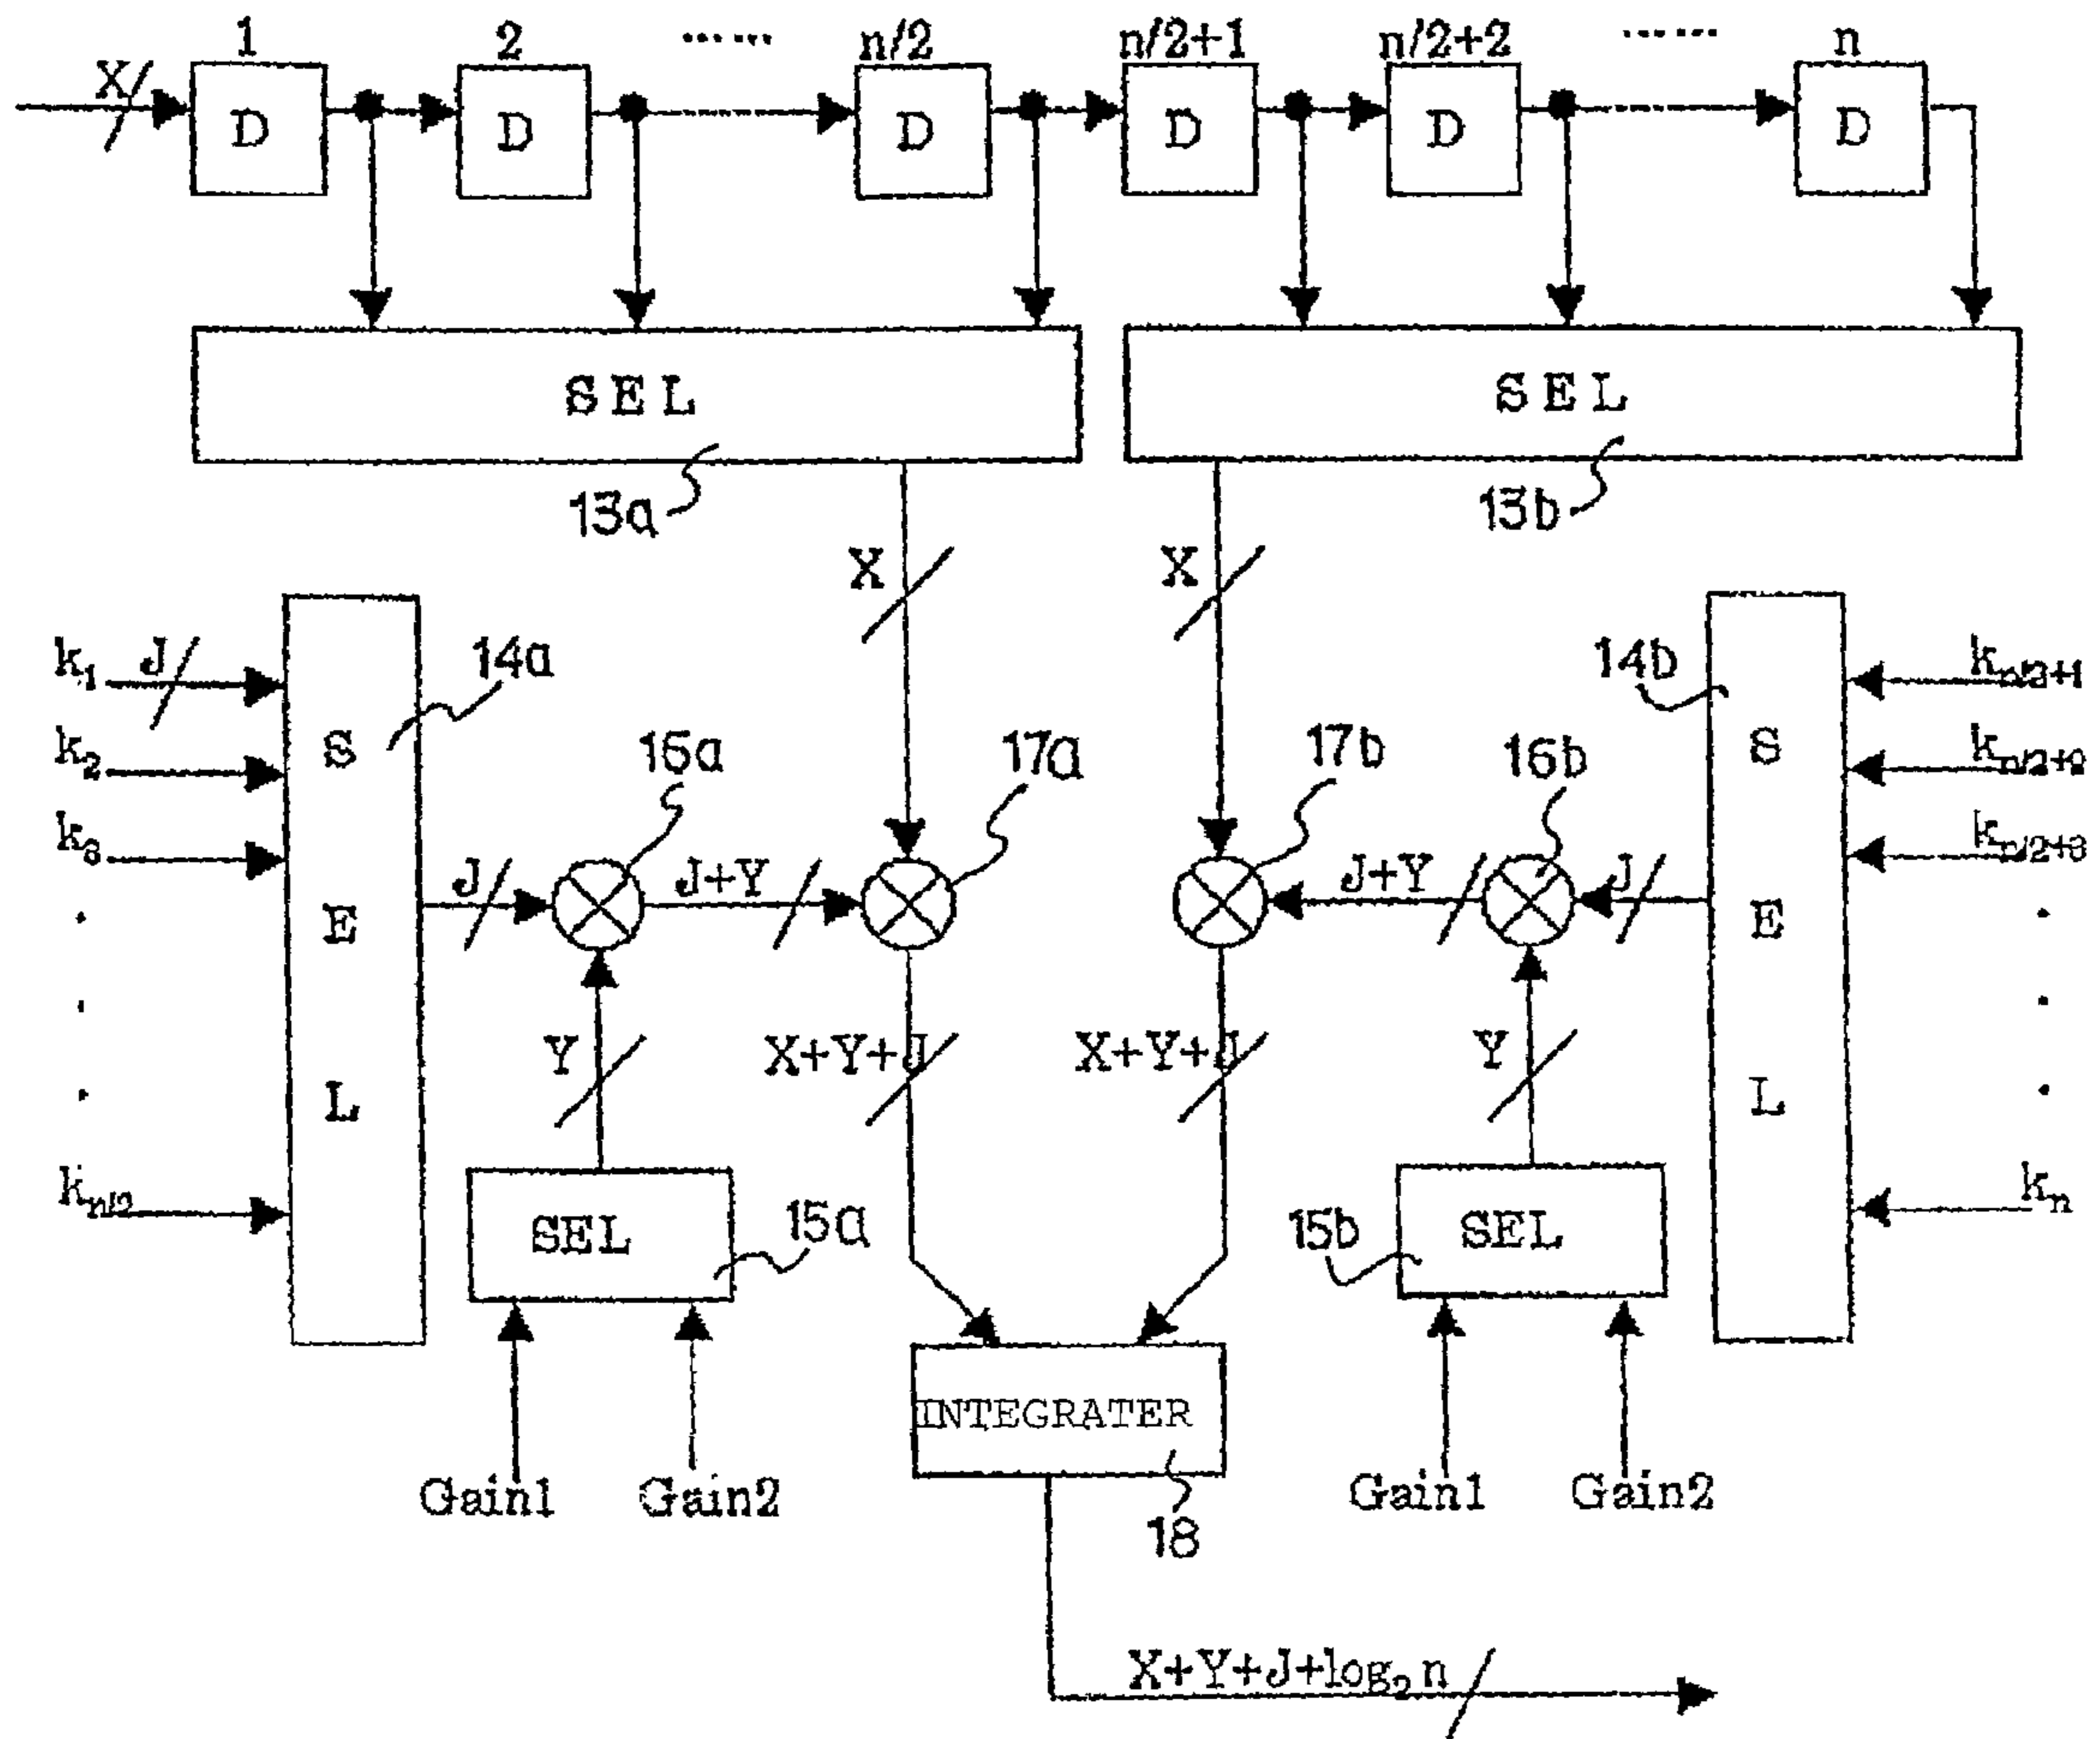 1 2 ...... n/2 n/2+1 n/2+2 ...... n
X
D D D D D D
SEL SEL
13a 13b
X X
k1 J 14a 14b kn/2+1
k2 S 16a 17a 17b 16b S kn/2+2
k3 kn/2+3
E J J+Y J+Y J E
Y X+Y+J X+Y+J Y
L L
kn/2 SEL 15a 15b SEL kn
INTEGRATER
Gain1 Gain2 Gain1 Gain2
18
X+Y+J+log2n